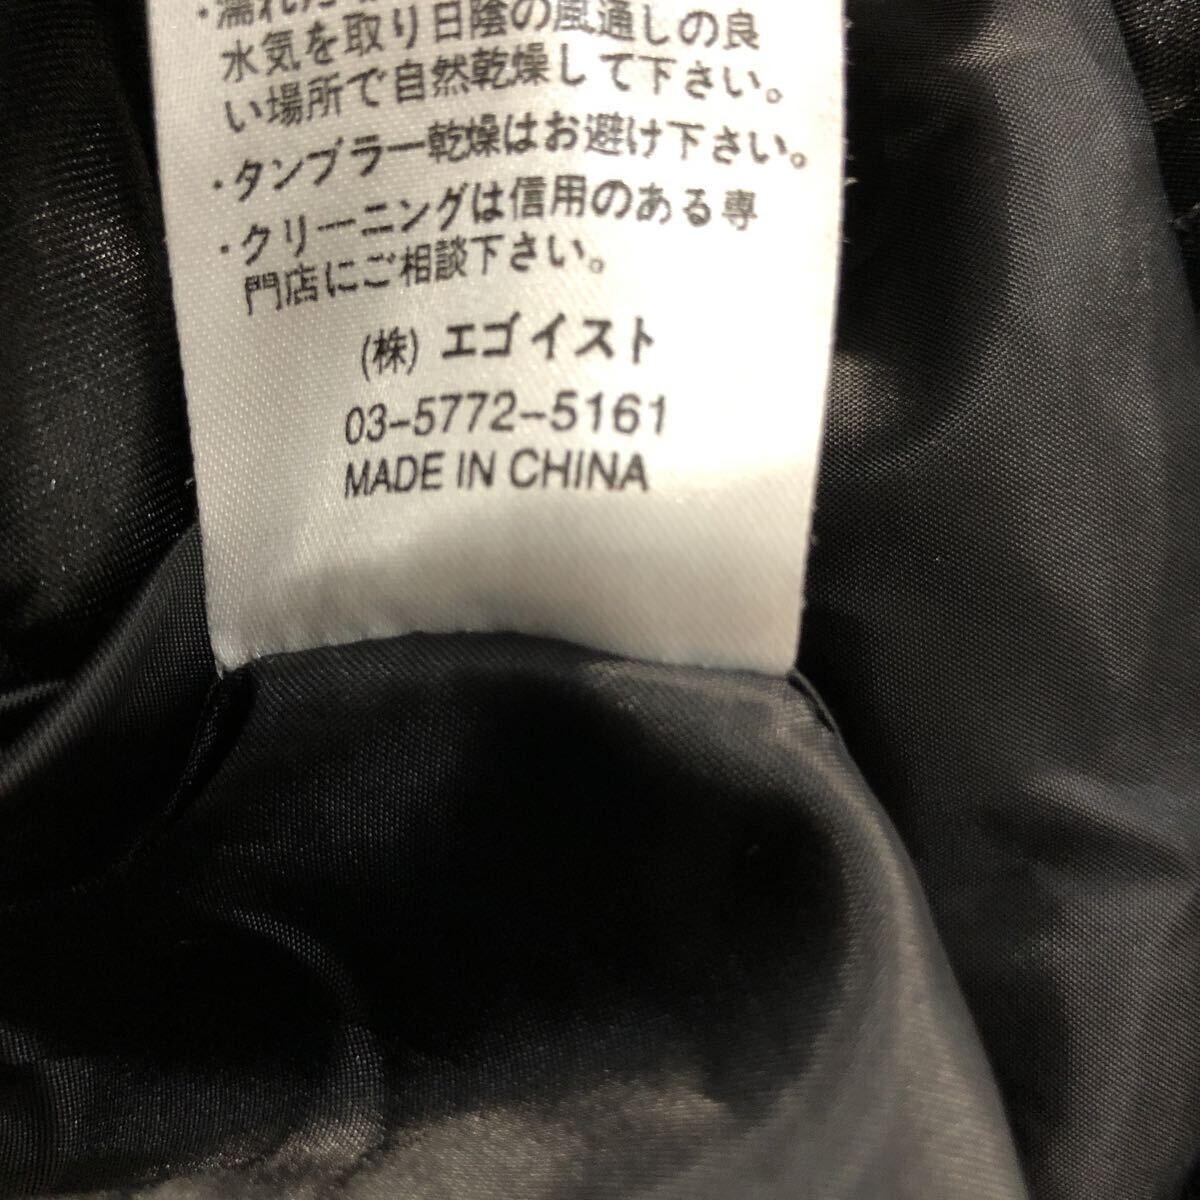 ・濡れた
水気を取り日陰の風通しの良
い場所で自然乾燥して下さい。
・タンブラー乾燥はお避け下さい。
・クリーニングは信用のある専
門店にご相談下さい。
(株) エゴイスト
03-5772-5161
MADE IN CHINA